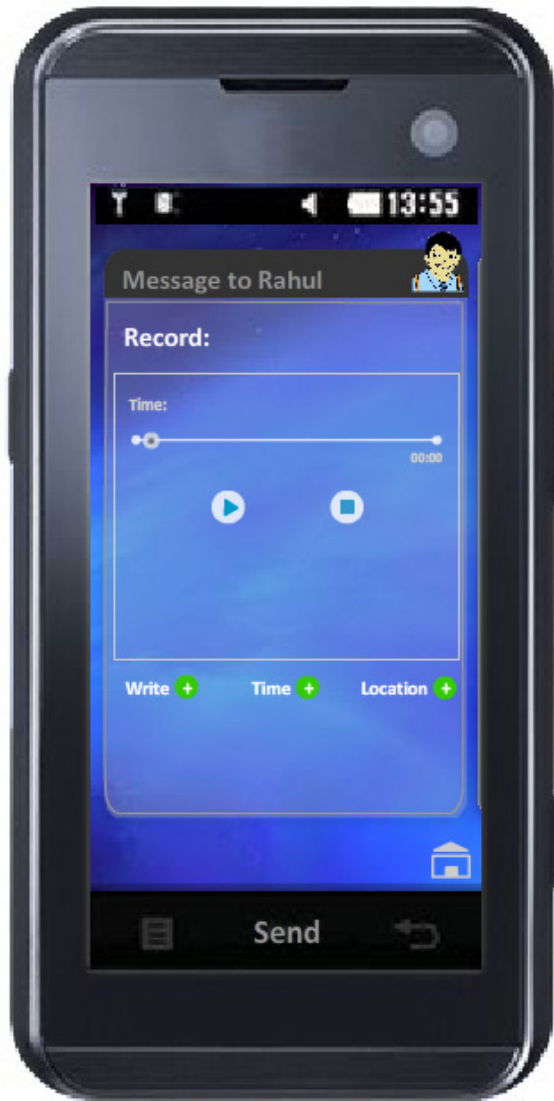 13:55
Message to Rahul
Record:
Time:
00:00
Write +
Time +
Location +
Send